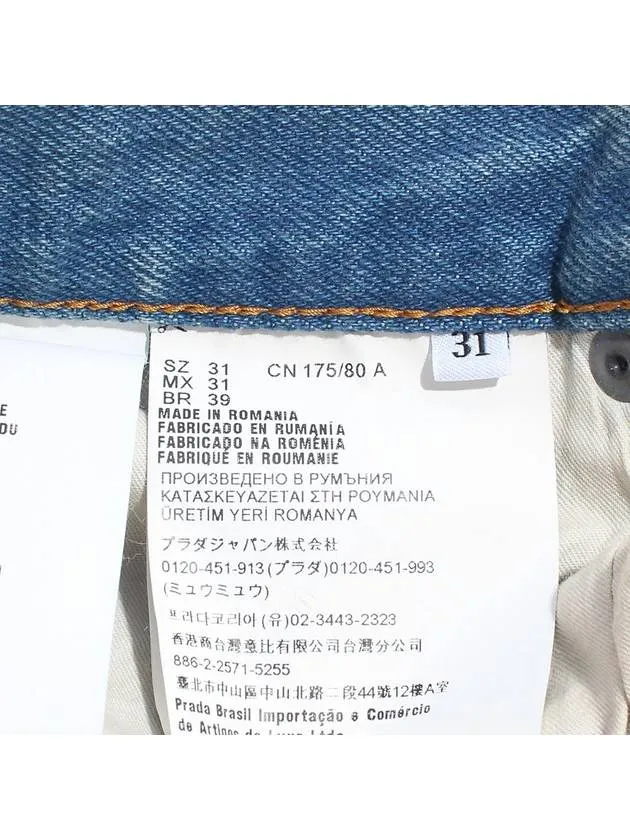 E
DU
SZ 31 CN 175/80 A
MX 31
BR 39
31
MADE IN ROMANIA
FABRICADO EN RUMANÍA
FABRICADO NA ROMÉNIA
FABRIQUÉ EN ROUMANIE
ПРОИЗВЕДЕНО В РУМЪНИЯ
ΚΑΤΑΣΚΕΥΑΖΕΤΑΙ ΣΤΗ ΡΟΥΜΑΝΙΑ
ÜRETİM YERİ ROMANYA
プラダジャパン株式会社
0120-451-913(プラダ)0120-451-993
(ミュウミュウ)
프라다코리아(유)02-3443-2323
香港商台灣章比有限公司台灣分公司
886-2-2571-5255
臺北市中山區中山北路二段44號12樓A室
Prada Brasil Importação e Comércio
de